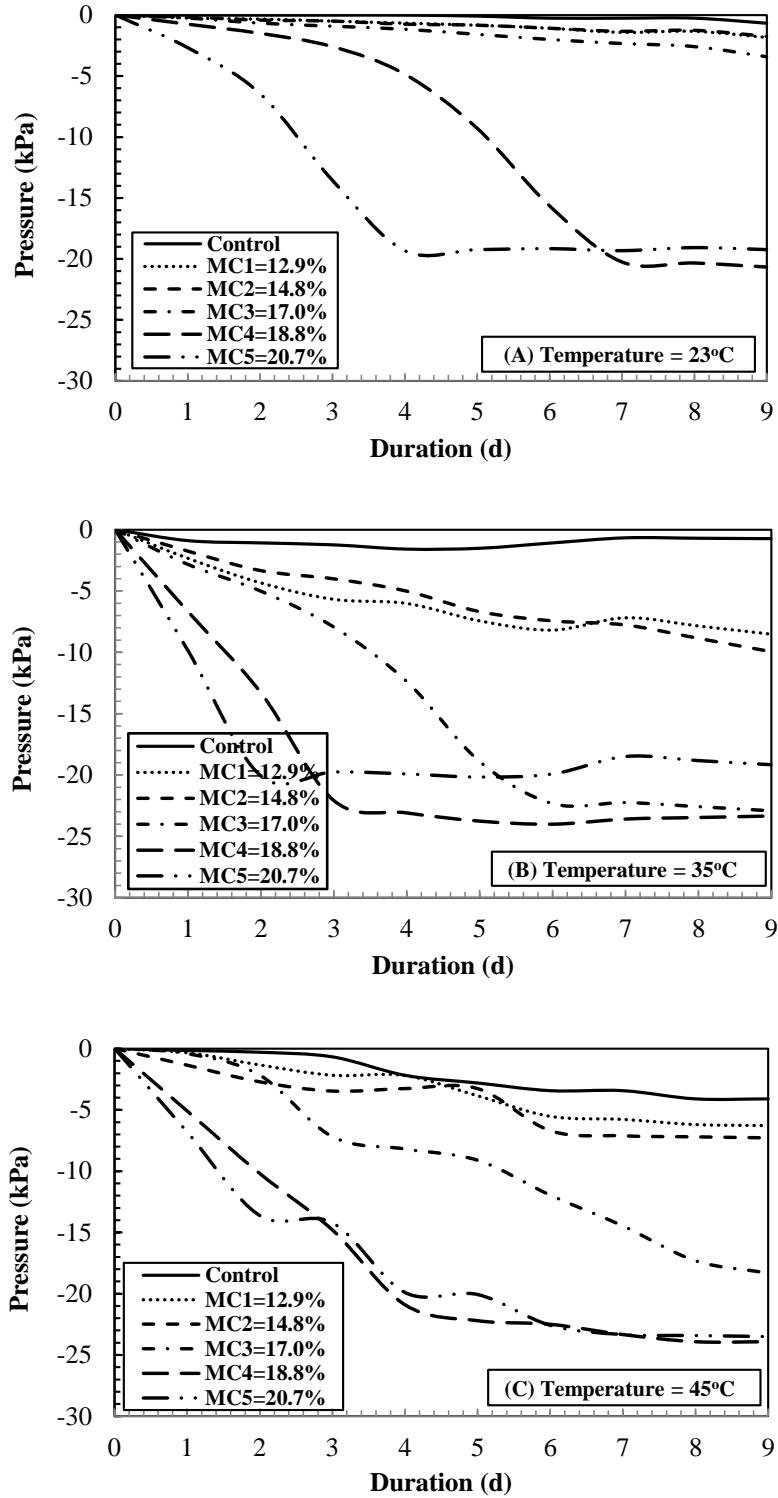 0
-5
-10
-15
-20
-25
-30
Pressure (kPa)
Control
MC1=12.9%
MC2=14.8%
MC3=17.0%
MC4=18.8%
MC5=20.7%
(A) Temperature = 23°C
0 1 2 3 4 5 6 7 8 9
Duration (d)
0
-5
-10
-15
-20
-25
-30
Pressure (kPa)
Control
MC1=12.9%
MC2=14.8%
MC3=17.0%
MC4=18.8%
MC5=20.7%
(B) Temperature = 35°C
0 1 2 3 4 5 6 7 8 9
Duration (d)
0
-5
-10
-15
-20
-25
-30
Pressure (kPa)
Control
MC1=12.9%
MC2=14.8%
MC3=17.0%
MC4=18.8%
MC5=20.7%
(C) Temperature = 45°C
0 1 2 3 4 5 6 7 8 9
Duration (d)